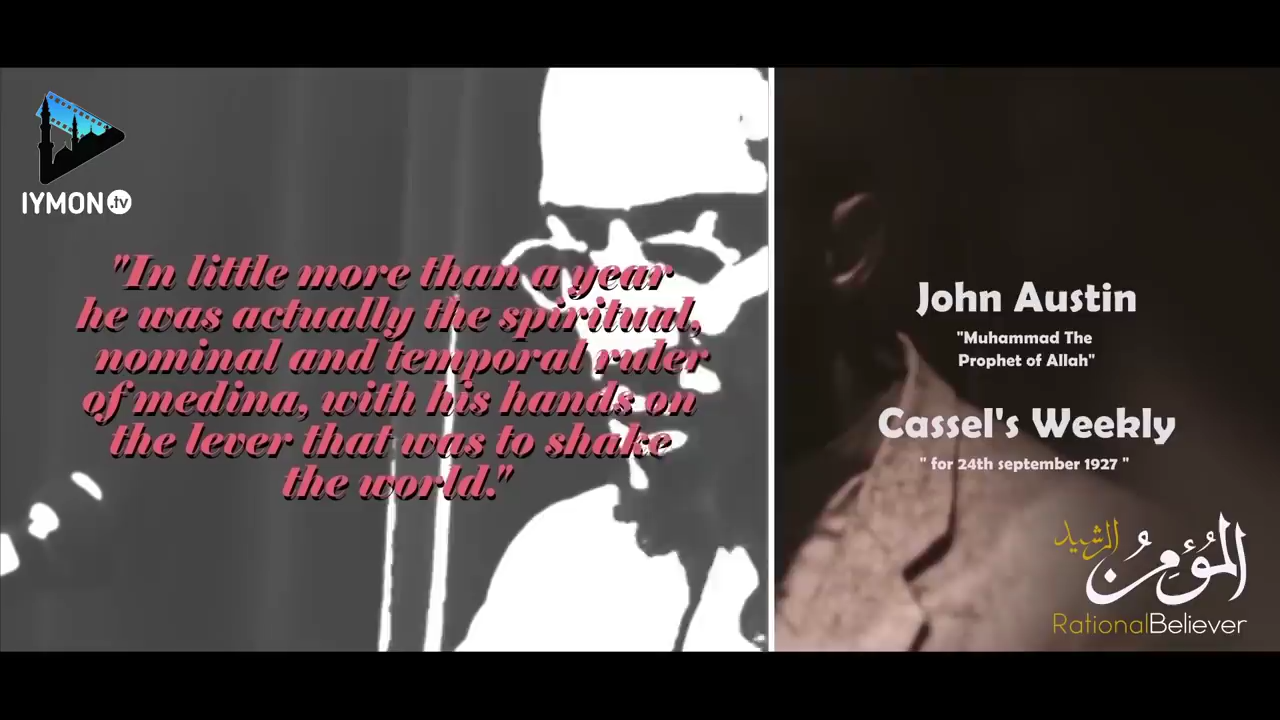 IYMON.tv
"In little more than a year
he was actually the spiritual,
nominal and temporal ruler
of medina, with his hands on
the lever that was to shake
the world."
John Austin
"Muhammad The
Prophet of Allah"
Cassel's Weekly
" for 24th september 1927 "
المُؤمِنُ الرشيد
RationalBeliever